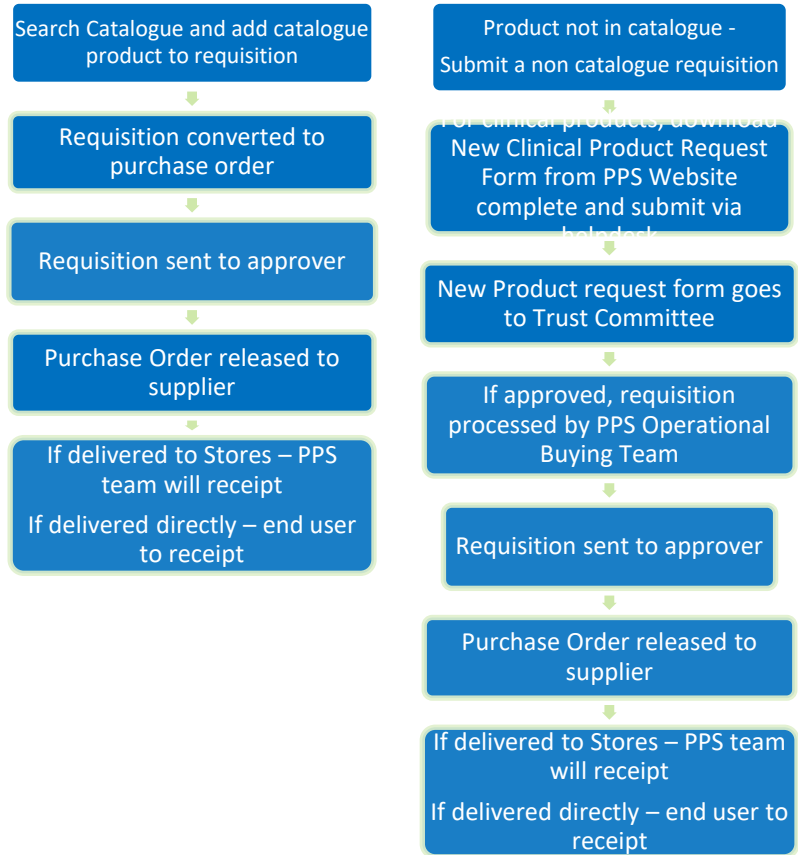 Search Catalogue and add catalogue
product to requisition
Requisition converted to
purchase order
Requisition sent to approver
Purchase Order released to
supplier
If delivered to Stores – PPS
team will receipt
If delivered directly – end user
to receipt
Product not in catalogue -
Submit a non catalogue requisition
For clinical products, download
New Clinical Product Request
Form from PPS Website
complete and submit via
helpdesk
New Product request form goes
to Trust Committee
If approved, requisition
processed by PPS Operational
Buying Team
Requisition sent to approver
Purchase Order released to
supplier
If delivered to Stores – PPS team
will receipt
If delivered directly – end user to
receipt